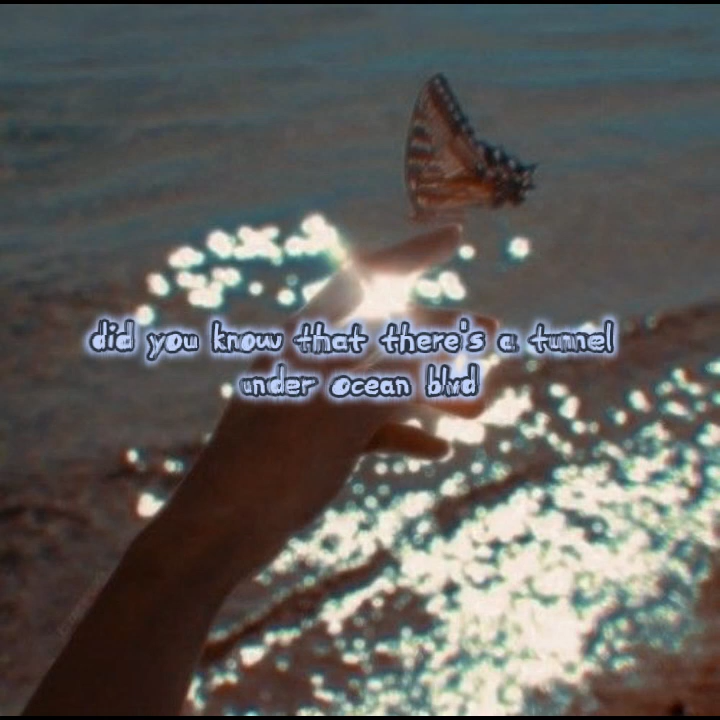 did you know that there's a tunnel
under ocean blvd